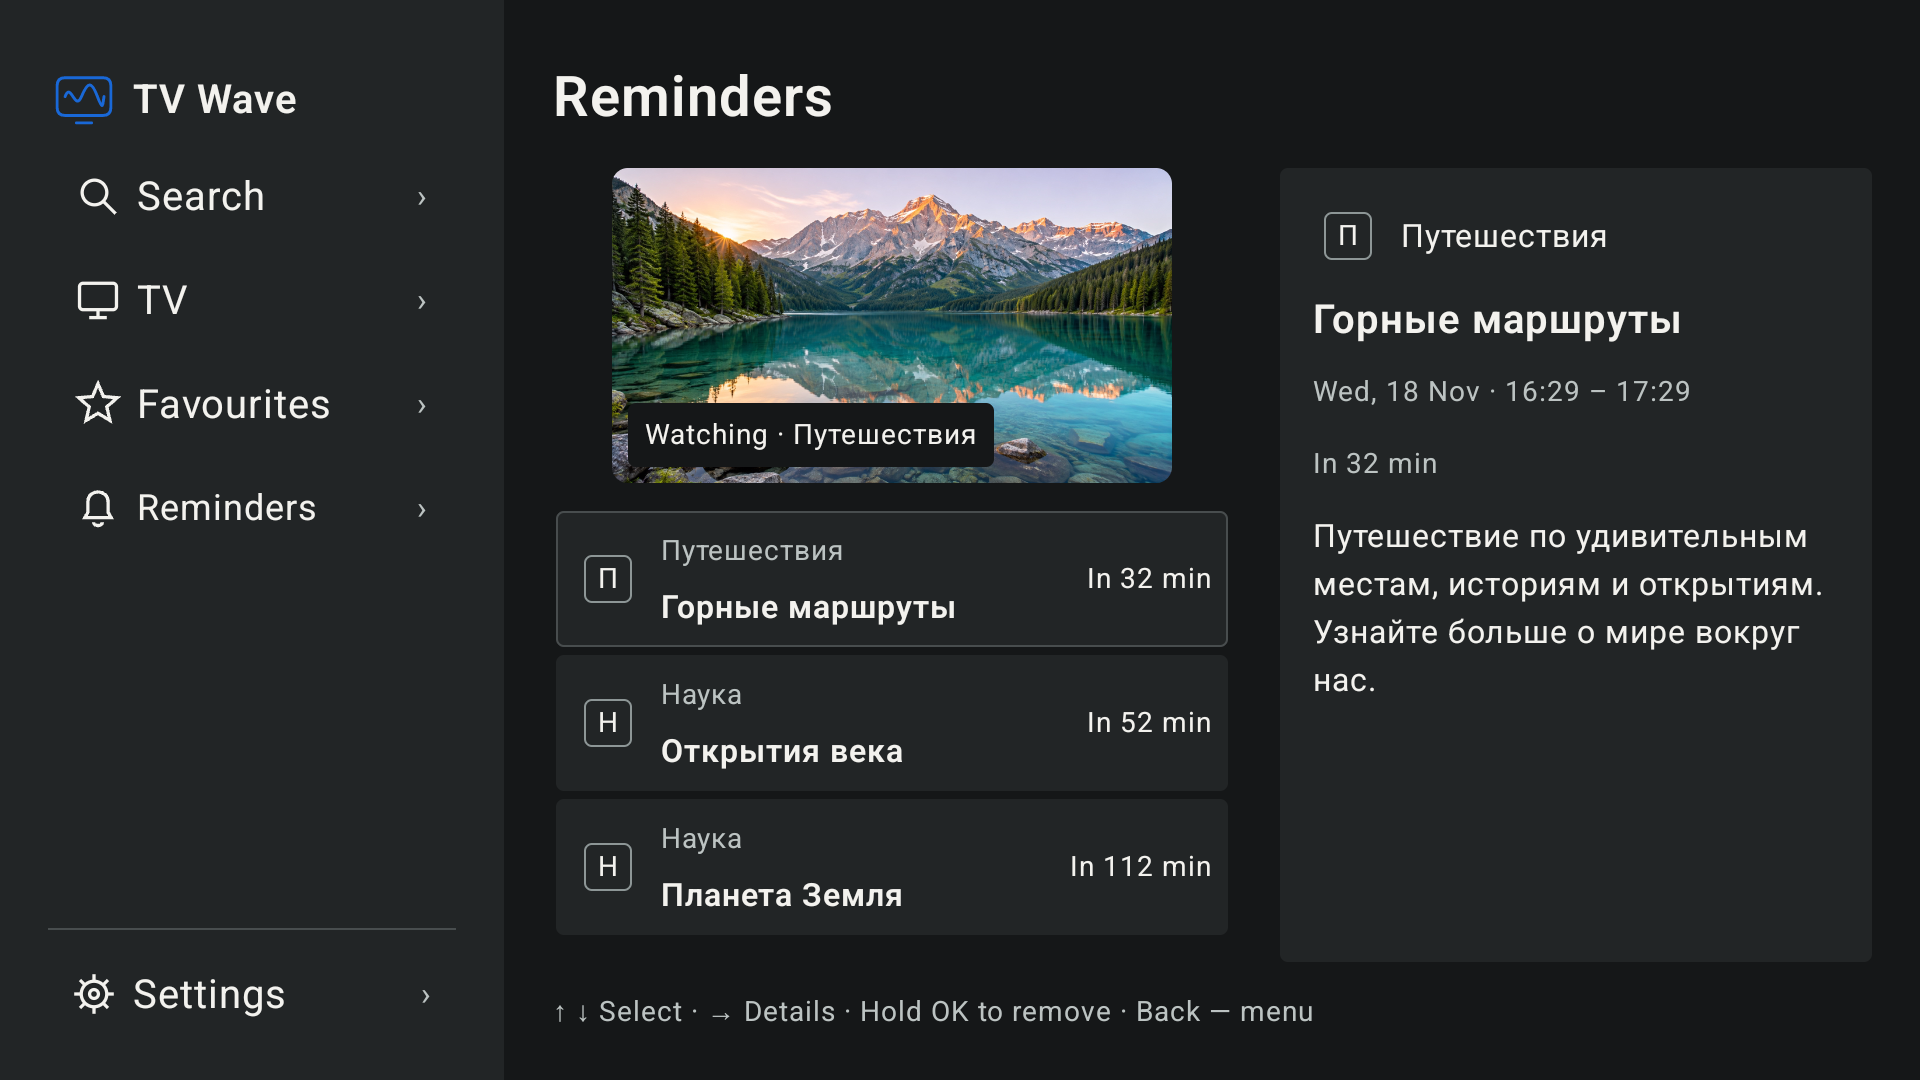 TV Wave
Search ›
TV ›
Favourites ›
Reminders ›
Settings ›
Reminders
Watching · Путешествия
П
Путешествия
Горные маршруты
In 32 min
Н
Наука
Открытия века
In 52 min
Н
Наука
Планета Земля
In 112 min
П
Путешествия
Горные маршруты
Wed, 18 Nov · 16:29 – 17:29
In 32 min
Путешествие по удивительным
местам, историям и открытиям.
Узнайте больше о мире вокруг
нас.
↑ ↓ Select · → Details · Hold OK to remove · Back — menu